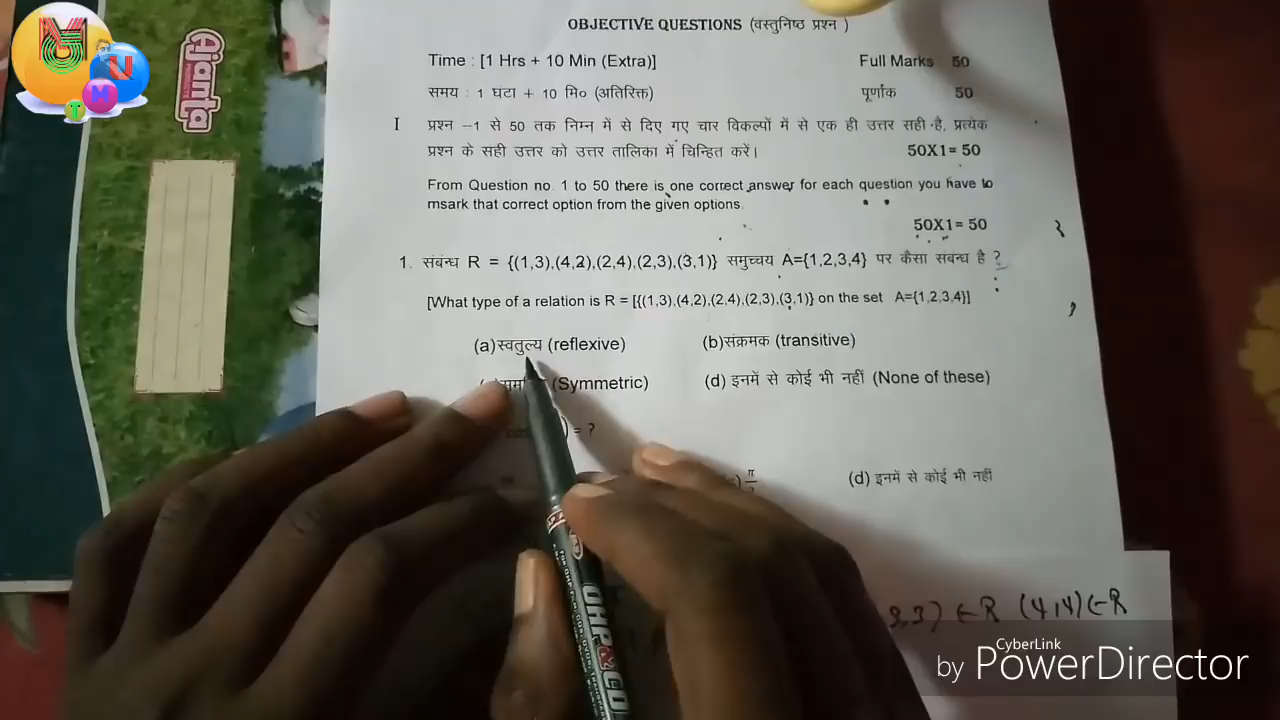 Ajanta
OBJECTIVE QUESTIONS (वस्तुनिष्ठ प्रश्न )
Time : [1 Hrs + 10 Min (Extra)] Full Marks 50
समय : 1 घटा + 10 मि० (अतिरिक्त) पूर्णांक 50
I प्रश्न –1 से 50 तक निम्न में से दिए गए चार विकल्पों में से एक ही उत्तर सही है, प्रत्येक
प्रश्न के सही उत्तर को उत्तर तालिका में चिन्हित करें। 50X1= 50
From Question no. 1 to 50 there is one correct answer for each question you have to
msark that correct option from the given options.
50X1= 50
1. संबंन्ध R = {(1,3),(4,2),(2,4),(2,3),(3,1)} समुच्चय A={1,2,3,4} पर कैसा संबंन्ध है ?
[What type of a relation is R = [{(1,3),(4,2),(2,4),(2,3),(3,1)} on the set A={1,2,3,4}]
(a)स्वतुल्य (reflexive) (b)संक्रमक (transitive)
(Symmetric) (d) इनमें से कोई भी नहीं (None of these)
) = ?
π (d) इनमें से कोई भी नहीं
,3) ∈R (4,4)∈R
OHP & CD
CyberLink
by PowerDirector